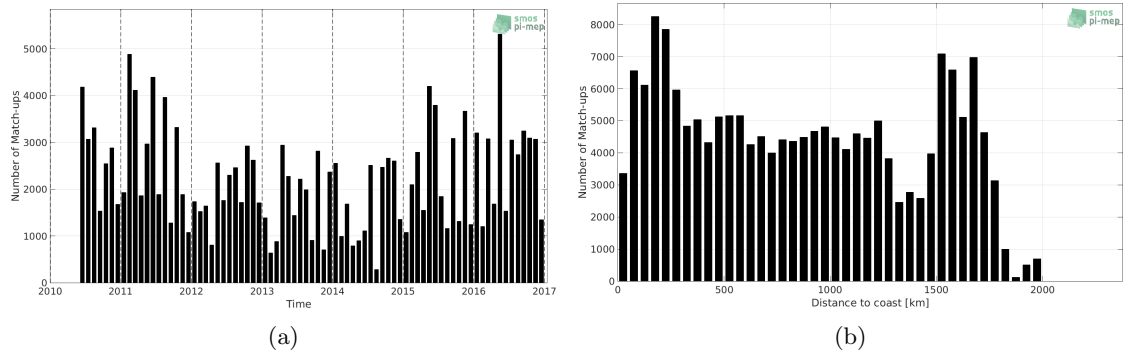 smos
pi-mep
Number of Match-ups
5000
4000
3000
2000
1000
0
2010
2011
2012
2013
2014
2015
2016
2017
Time
(a)
smos
pi-mep
Number of Match-ups
8000
7000
6000
5000
4000
3000
2000
1000
0
0
500
1000
1500
2000
Distance to coast [km]
(b)